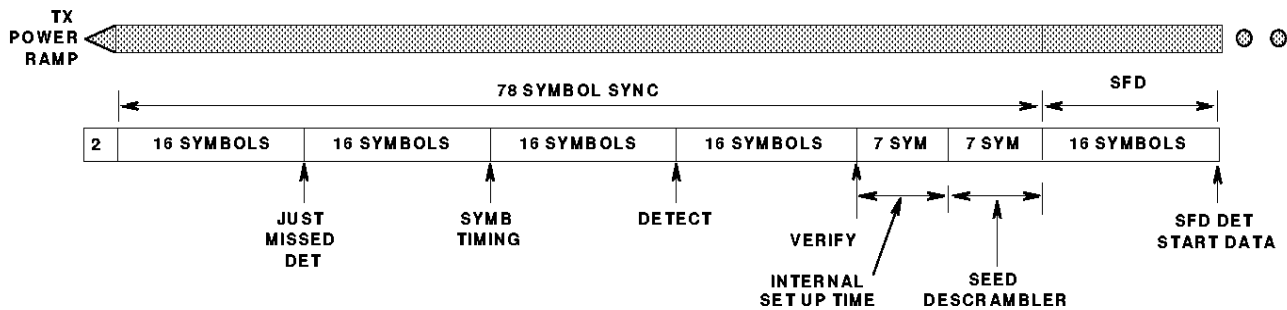 TX
POWER
RAMP
78 SYMBOL SYNC
SFD
2
16 SYMBOLS
16 SYMBOLS
16 SYMBOLS
16 SYMBOLS
7 SYM
7 SYM
16 SYMBOLS
JUST
MISSED
DET
SYMB
TIMING
DETECT
VERIFY
INTERNAL
SET UP TIME
SEED
DESCRAMBLER
SFD DET
START DATA